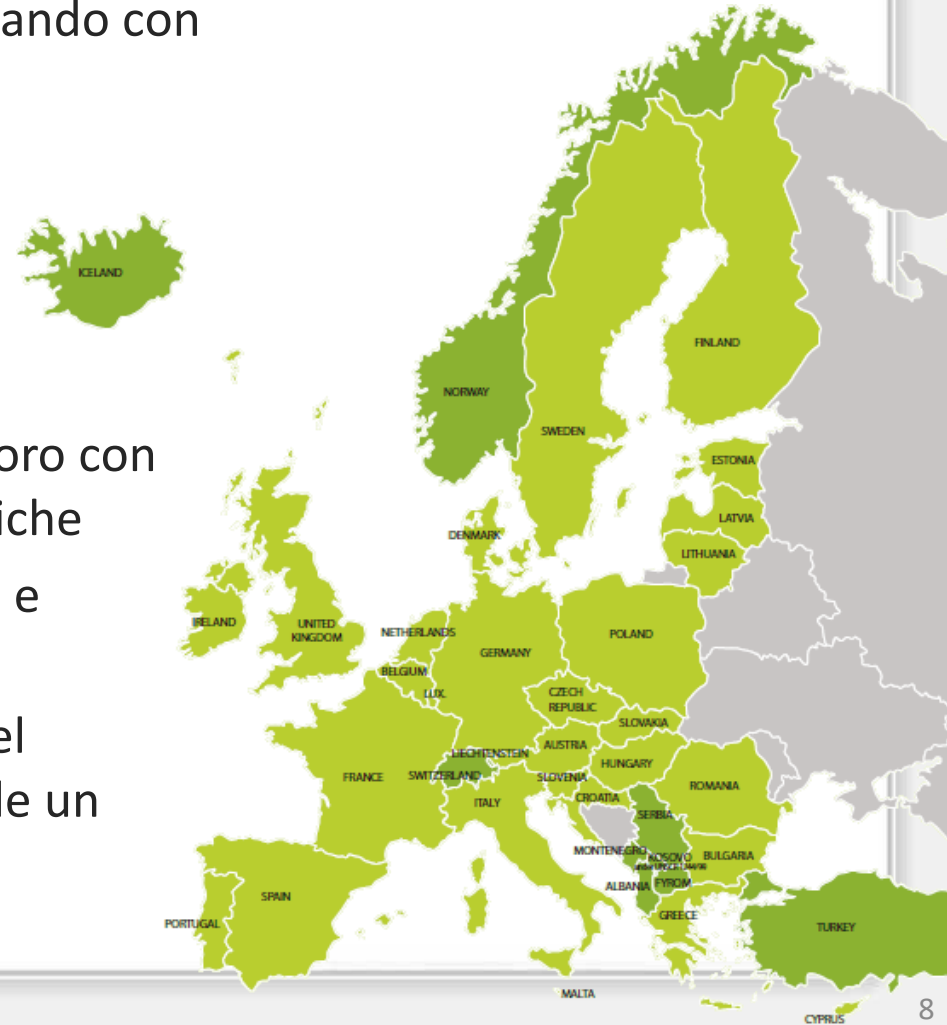 ando con
ICELAND
NORWAY
FINLAND
SWEDEN
oro con
ESTONIA
iche
LATVIA
DENMARK
LITHUANIA
e
IRELAND
UNITED
KINGDOM
NETHERLANDS
POLAND
GERMANY
BELGIUM
LUX.
CZECH
REPUBLIC
el
SLOVAKIA
AUSTRIA
LIECHTENSTEIN
HUNGARY
FRANCE
SWITZERLAND
SLOVENIA
ROMANIA
le un
ITALY
CROATIA
SERBIA
MONTENEGRO
KOSOVO
BULGARIA
ALBANIA
FYROM
SPAIN
GREECE
PORTUGAL
TURKEY
MALTA
CYPRUS
8